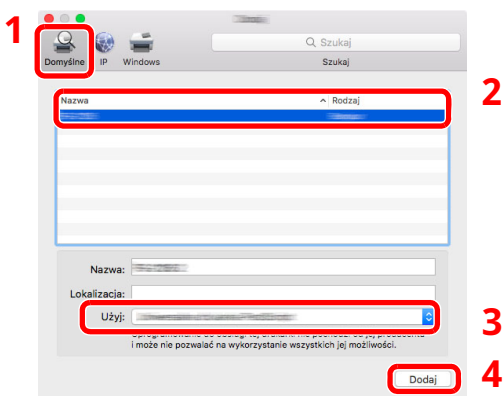 1
Szukaj
Domyślne IP Windows Szukaj
2
Nazwa Rodzaj
Nazwa:
Lokalizacja:
Użyj:
3
i może nie pozwalać na wykorzystanie wszystkich jej możliwości.
Dodaj
4